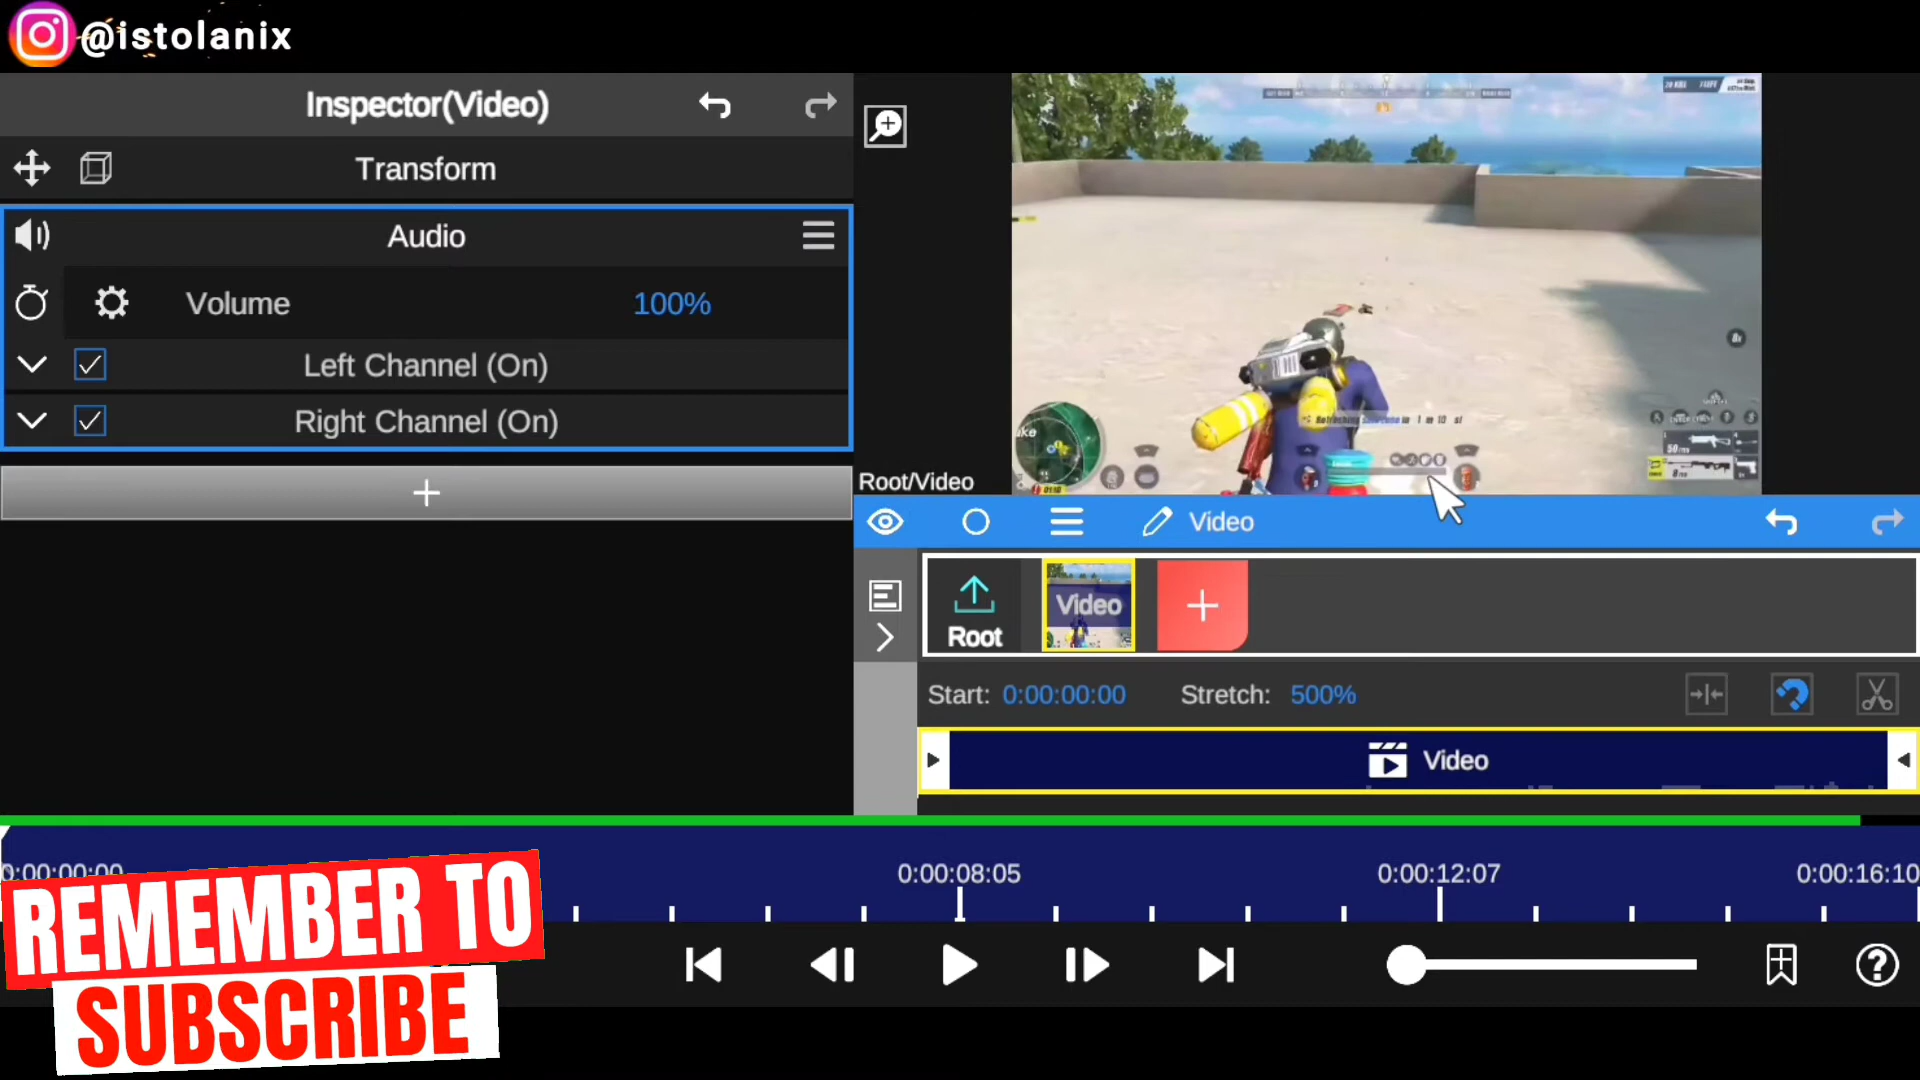 @istolanix
Inspector(Video)
Transform
Audio
Volume 100%
Left Channel (On)
Right Channel (On)
Root/Video
Video
Root
Video
Start: 0:00:00:00 Stretch: 500%
Video
0:00:00:00 0:00:08:05 0:00:12:07 0:00:16:10
REMEMBER TO
SUBSCRIBE